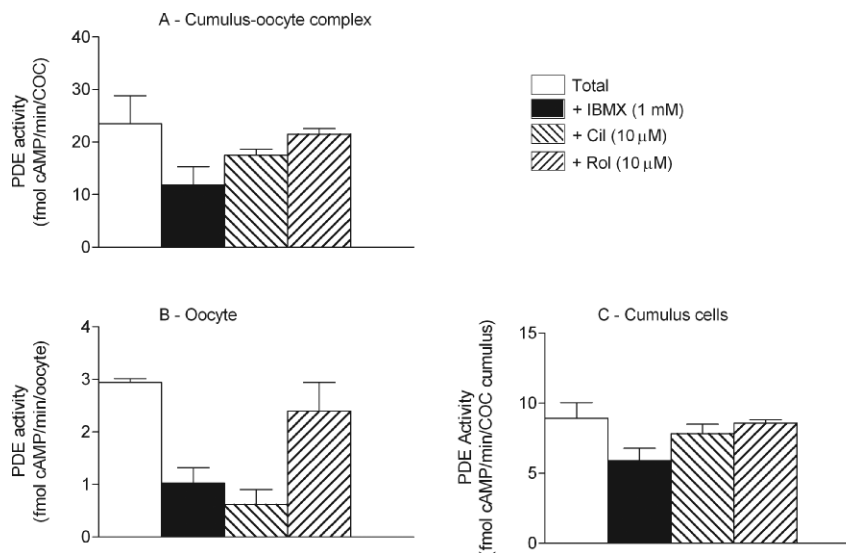 A - Cumulus-oocyte complex
PDE activity
(fmol cAMP/min/COC)
40
30
20
10
0
Total
+ IBMX (1 mM)
+ Cil (10 µM)
+ Rol (10 µM)
B - Oocyte
PDE activity
(fmol cAMP/min/oocyte)
4
3
2
1
0
C - Cumulus cells
PDE Activity
(fmol cAMP/min/COC cumulus)
15
10
5
0